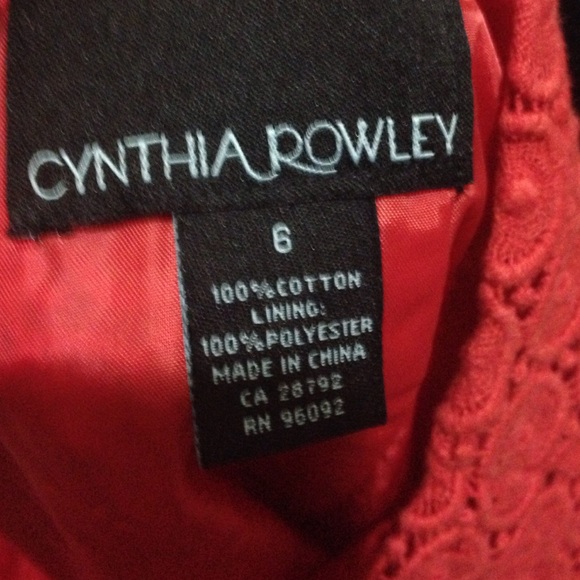 CYNTHIA ROWLEY
6
100%COTTON
LINING:
100%POLYESTER
MADE IN CHINA
CA 28792
RN 96092